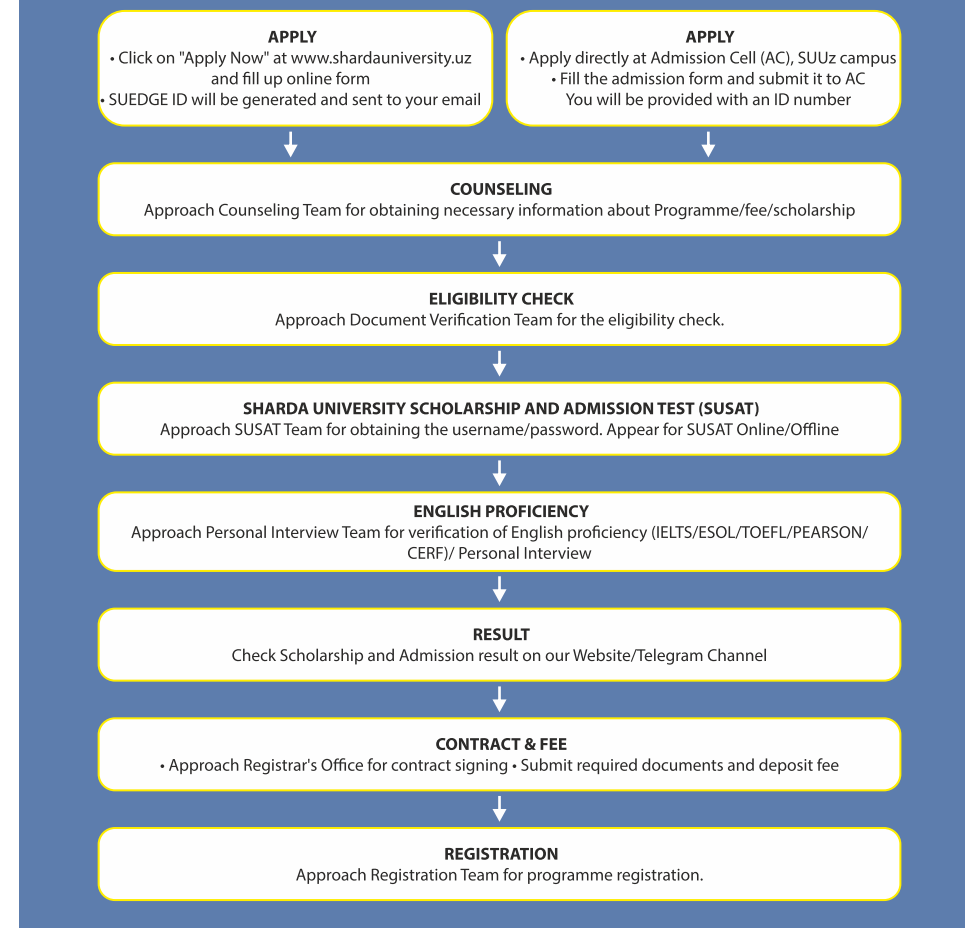 APPLY
• Click on "Apply Now" at www.shardauniversity.uz
and fill up online form
• SUEDGE ID will be generated and sent to your email
APPLY
• Apply directly at Admission Cell (AC), SUUz campus
• Fill the admission form and submit it to AC
You will be provided with an ID number
COUNSELING
Approach Counseling Team for obtaining necessary information about Programme/fee/scholarship
ELIGIBILITY CHECK
Approach Document Verification Team for the eligibility check.
SHARDA UNIVERSITY SCHOLARSHIP AND ADMISSION TEST (SUSAT)
Approach SUSAT Team for obtaining the username/password. Appear for SUSAT Online/Offline
ENGLISH PROFICIENCY
Approach Personal Interview Team for verification of English proficiency (IELTS/ESOL/TOEFL/PEARSON/
CERF)/ Personal Interview
RESULT
Check Scholarship and Admission result on our Website/Telegram Channel
CONTRACT & FEE
• Approach Registrar's Office for contract signing • Submit required documents and deposit fee
REGISTRATION
Approach Registration Team for programme registration.